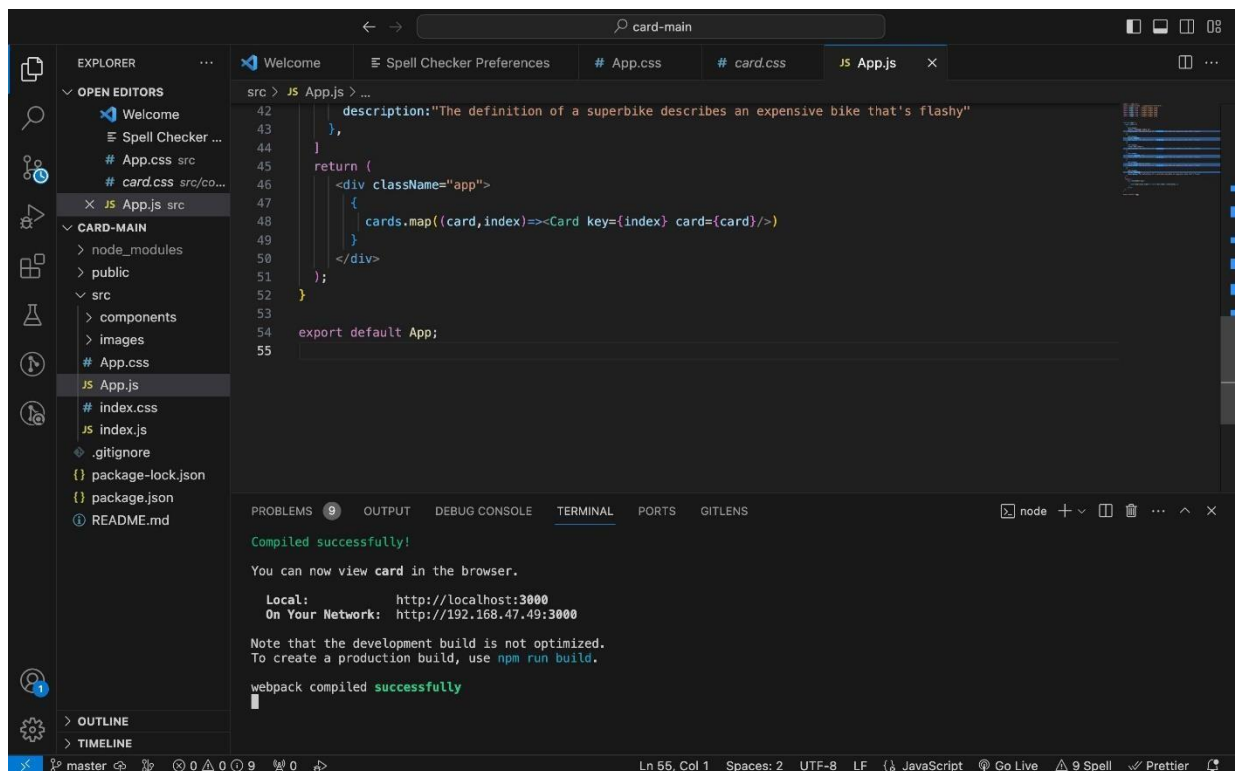 card-main
EXPLORER
Welcome
Spell Checker Preferences
# App.css
# card.css
JS App.js
OPEN EDITORS
Welcome
Spell Checker ...
# App.css src
# card.css src/co...
JS App.js src
CARD-MAIN
node_modules
public
src
components
images
# App.css
JS App.js
# index.css
JS index.js
.gitignore
{} package-lock.json
{} package.json
README.md
OUTLINE
TIMELINE
src > JS App.js > ...
42 description:"The definition of a superbike describes an expensive bike that's flashy"
43 },
44 ]
45 return (
46 <div className="app">
47 {
48 cards.map((card,index)=><Card key={index} card={card}/>)
49 }
50 </div>
51 );
52 }
53
54 export default App;
55
PROBLEMS 9 OUTPUT DEBUG CONSOLE TERMINAL PORTS GITLENS
node
Compiled successfully!
You can now view card in the browser.
Local: http://localhost:3000
On Your Network: http://192.168.47.49:3000
Note that the development build is not optimized.
To create a production build, use npm run build.
webpack compiled successfully
1
master 0 0 9 0 Ln 55, Col 1 Spaces: 2 UTF-8 LF JavaScript Go Live 9 Spell Prettier